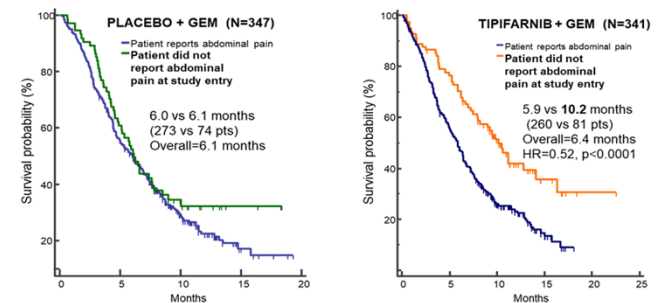 PLACEBO + GEM (N=347)
Patient reports abdominal pain
Patient did not
report abdominal
pain at study entry
6.0 vs 6.1 months
(273 vs 74 pts)
Overall=6.1 months
Survival probability (%)
100
80
60
40
20
0 5 10 15 20
Months
TIPIFARNIB + GEM (N=341)
Patient reports abdominal pain
Patient did not
report abdominal
pain at study entry
5.9 vs 10.2 months
(260 vs 81 pts)
Overall=6.4 months
HR=0.52, p<0.0001
Survival probability (%)
100
80
60
40
20
0 5 10 15 20 25
Months